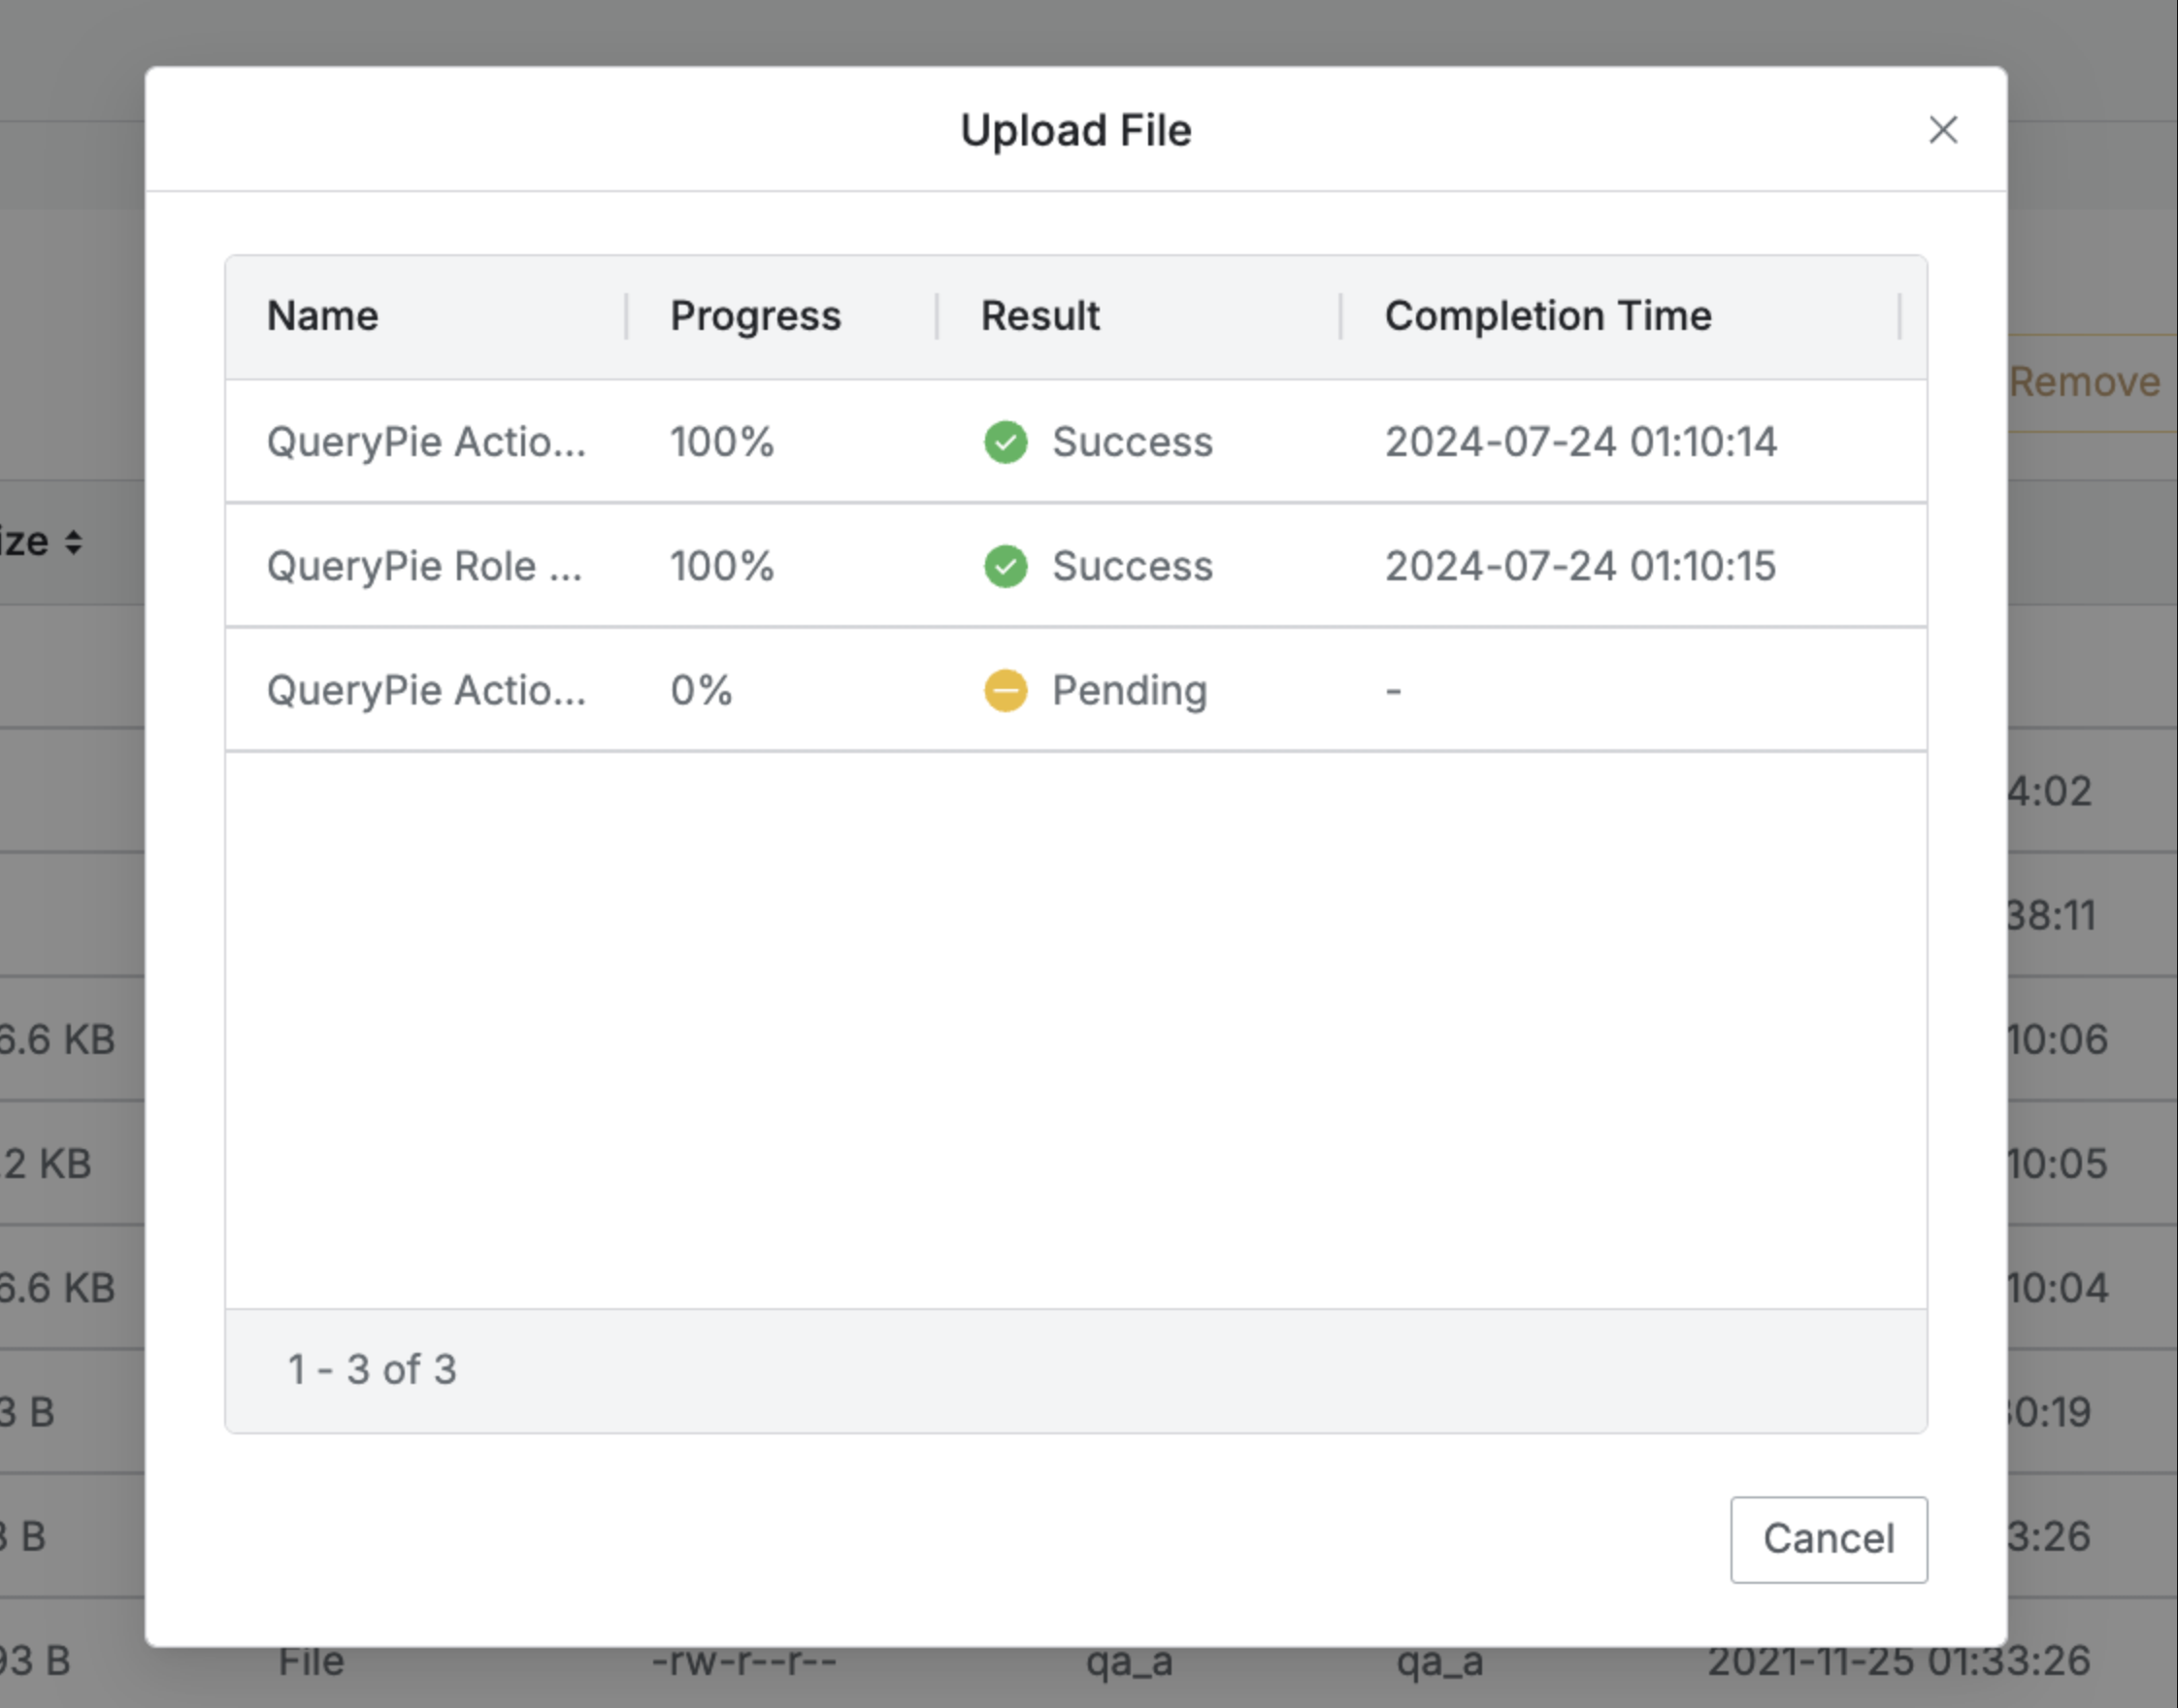 Upload File
Name Progress Result Completion Time
Remove
QueryPie Actio... 100% Success 2024-07-24 01:10:14
ize
QueryPie Role ... 100% Success 2024-07-24 01:10:15
QueryPie Actio... 0% Pending -
4:02
38:11
6.6 KB 10:06
2 KB 10:05
6.6 KB 10:04
1 - 3 of 3
3 B 0:19
B 3:26
Cancel
93 B File -rw-r--r-- qa_a qa_a 2021-11-25 01:33:26